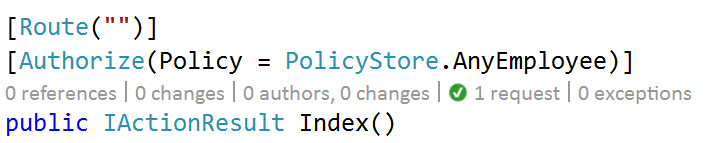 [Route("")]
[Authorize(Policy = PolicyStore.AnyEmployee)]
0 references | 0 changes | 0 authors, 0 changes | 1 request | 0 exceptions
public IActionResult Index()